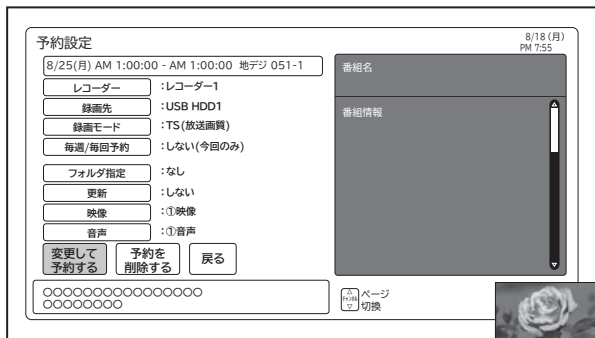 予約設定
8/18(月)
PM 7:55
8/25(月) AM 1:00:00 - AM 1:00:00 地デジ 051-1
レコーダー :レコーダー1
録画先 :USB HDD1
録画モード :TS(放送画質)
毎週/毎回予約 :しない(今回のみ)
フォルダ指定 :なし
更新 :しない
映像 :①映像
音声 :①音声
変更して
予約する
予約を
削除する
戻る
番組名
番組情報
○○○○○○○○○○○○○○○○
○○○○○○○○
チャンネル
ページ
切換